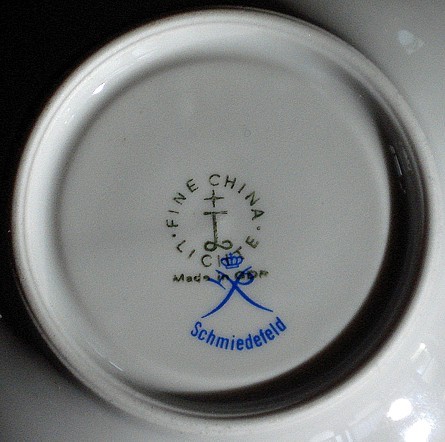 FINE CHINA
LICHTE
Made in GDR
Schmiedefeld